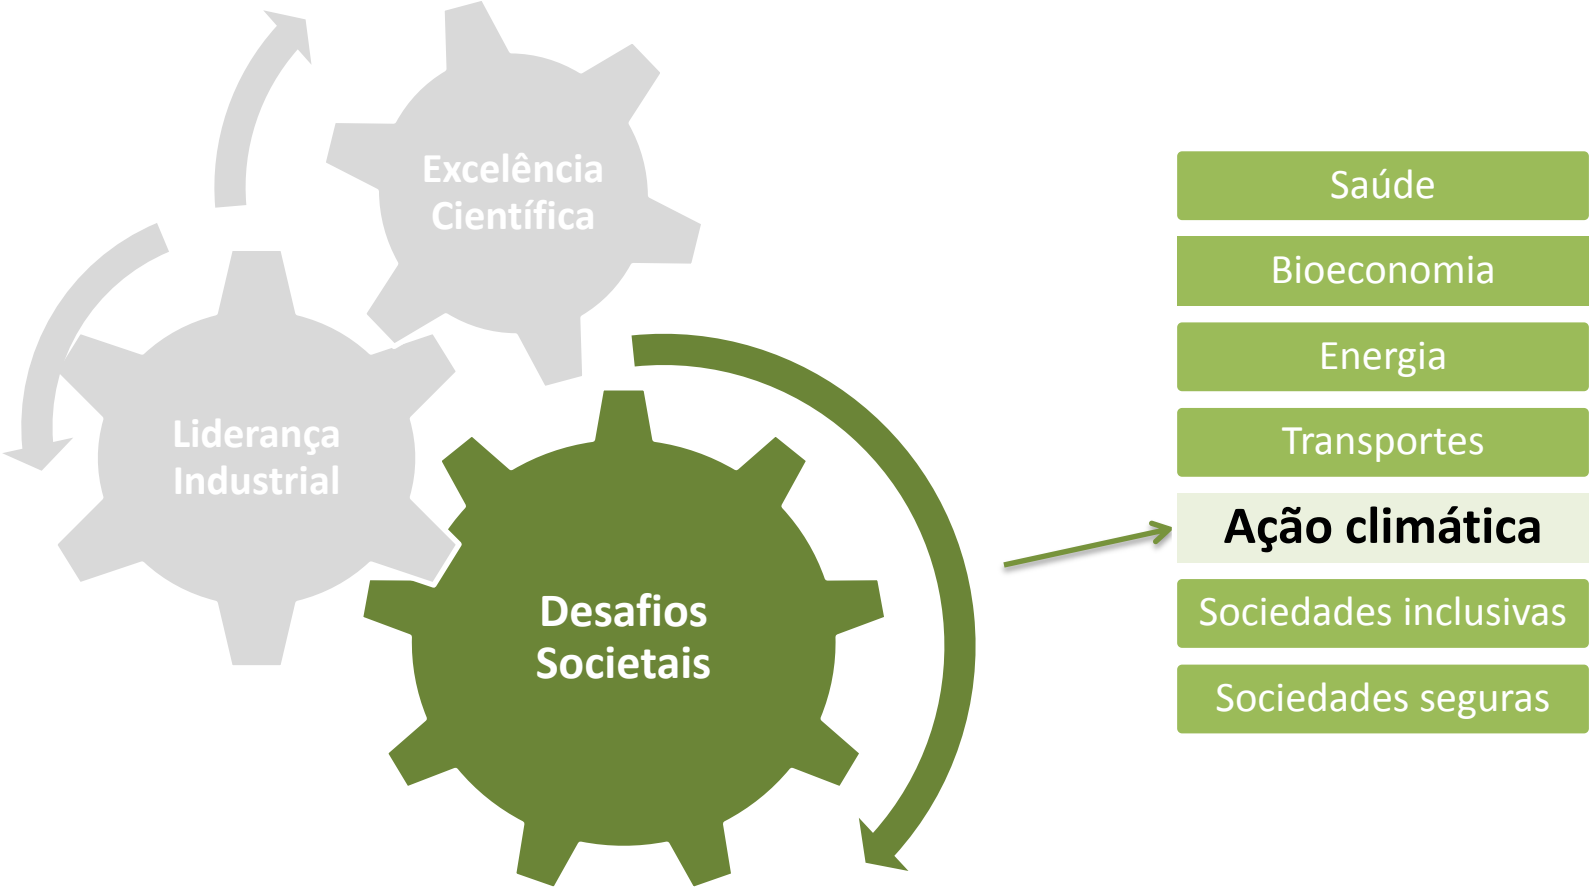 Excelência
Científica
Liderança
Industrial
Desafios
Societais
Saúde
Bioeconomia
Energia
Transportes
Ação climática
Sociedades inclusivas
Sociedades seguras